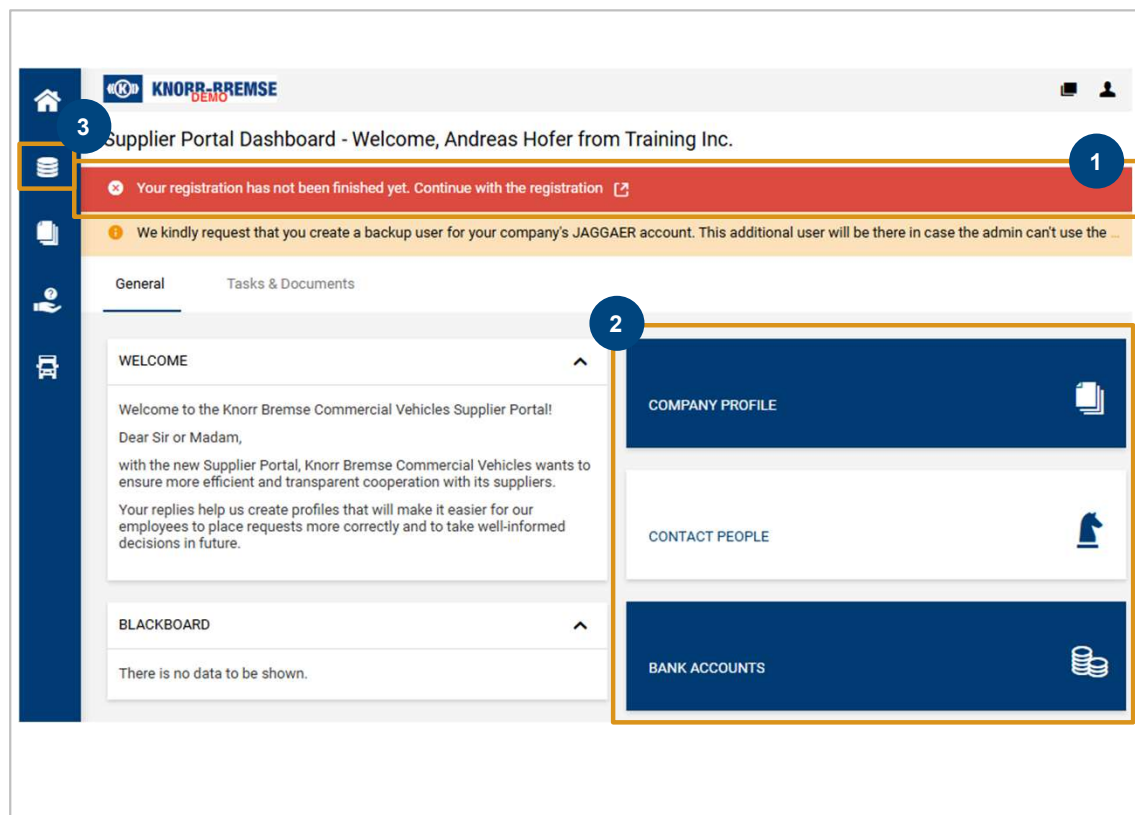 KNORR-BREMSE
DEMO
3
Supplier Portal Dashboard - Welcome, Andreas Hofer from Training Inc.
1
Your registration has not been finished yet. Continue with the registration
We kindly request that you create a backup user for your company's JAGGAER account. This additional user will be there in case the admin can't use the ...
General
Tasks & Documents
2
WELCOME
Welcome to the Knorr Bremse Commercial Vehicles Supplier Portal!
Dear Sir or Madam,
with the new Supplier Portal, Knorr Bremse Commercial Vehicles wants to
ensure more efficient and transparent cooperation with its suppliers.
Your replies help us create profiles that will make it easier for our
employees to place requests more correctly and to take well-informed
decisions in future.
COMPANY PROFILE
CONTACT PEOPLE
BLACKBOARD
There is no data to be shown.
BANK ACCOUNTS